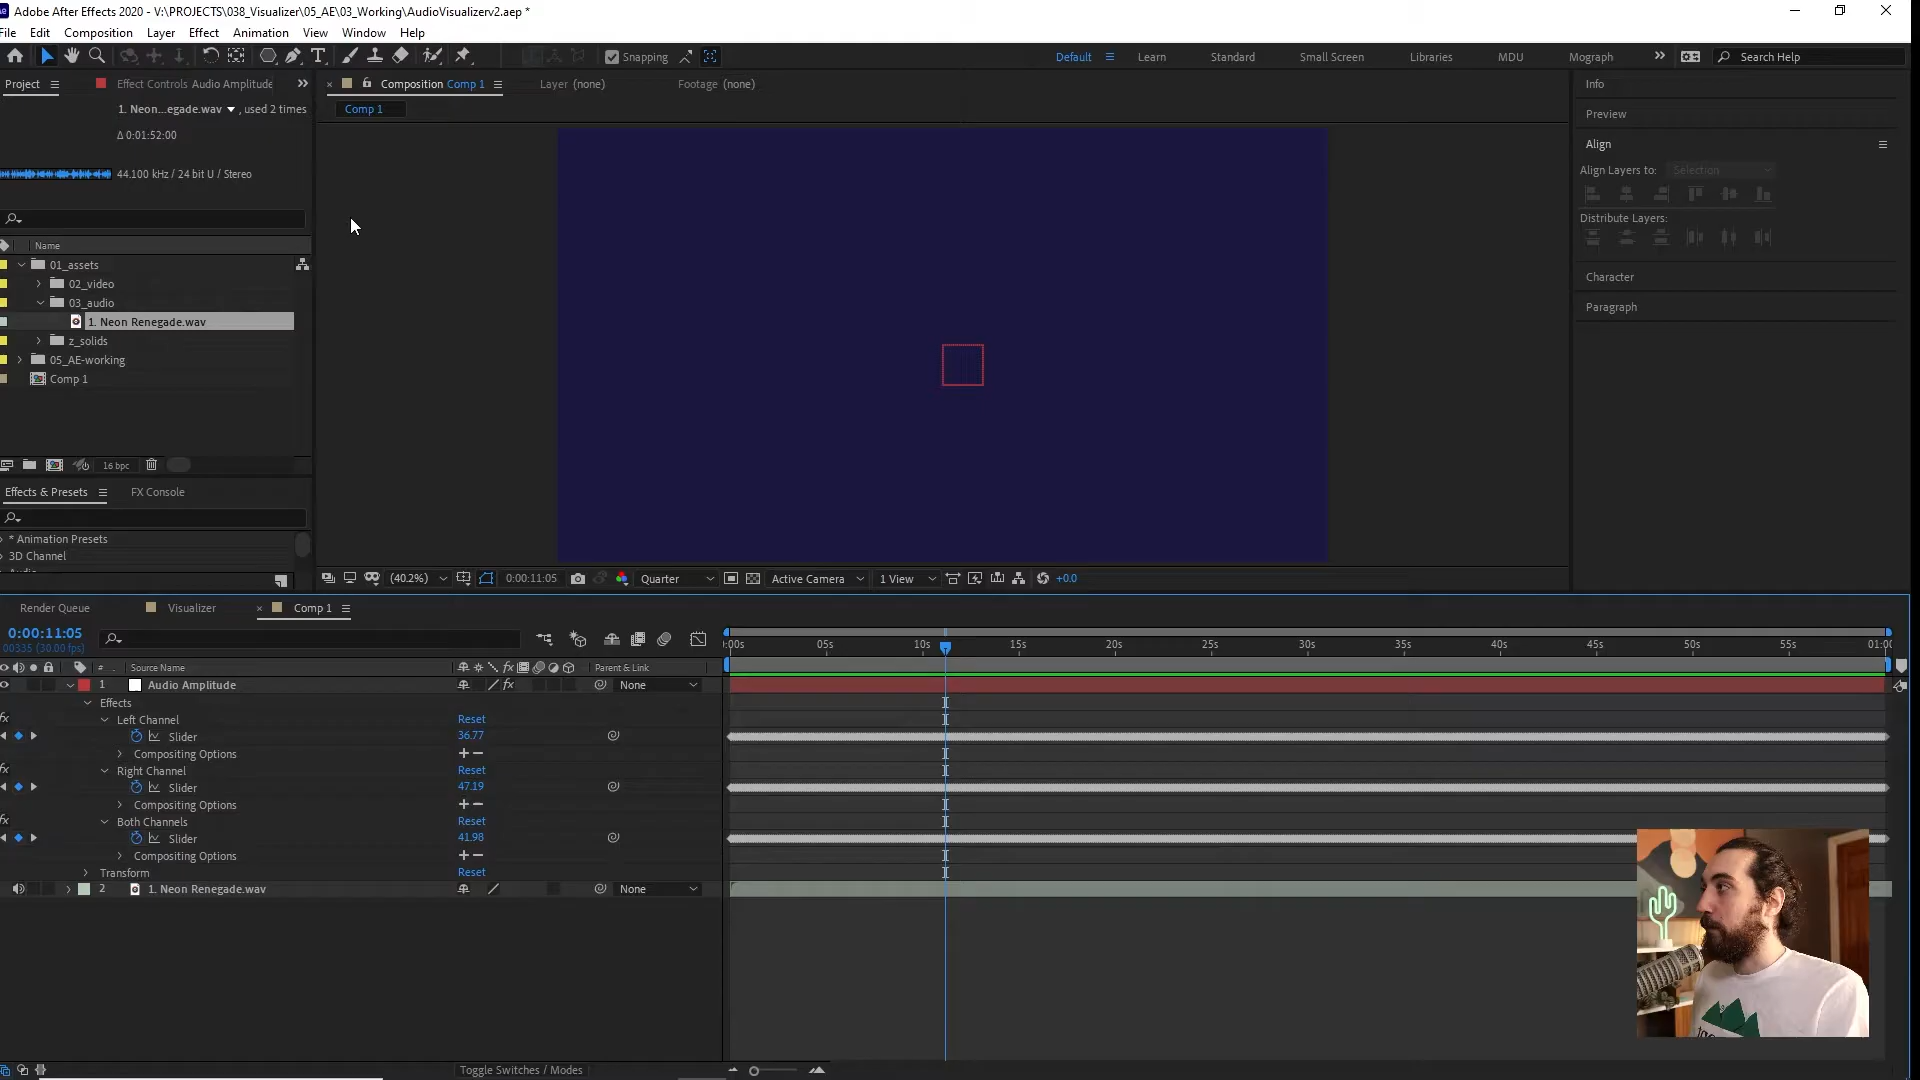 Adobe After Effects 2020 - V:\PROJECTS\038_Visualizer\05_AE\03_Working\AudioVisualizerv2.aep *
File Edit Composition Layer Effect Animation View Window Help
Snapping
Default Learn Standard Small Screen Libraries MDU Mograph Search Help
Project Effect Controls Audio Amplitude
Composition Comp 1 Layer (none) Footage (none)
Info
1. Neon...egade.wav , used 2 times
Comp 1
Preview
Δ 0:01:52:00
Align
Align Layers to: Selection
44.100 kHz / 24 bit U / Stereo
Distribute Layers:
Name
01_assets
02_video
03_audio
1. Neon Renegade.wav
z_solids
05_AE-working
Comp 1
Character
Paragraph
16 bpc
Effects & Presets FX Console
* Animation Presets
3D Channel
(40.2%) 0:00:11:05 Quarter Active Camera 1 View +0.0
Render Queue Visualizer Comp 1
0:00:11:05
00335 (30.00 fps)
:00s 05s 10s 15s 20s 25s 30s 35s 40s 45s 50s 55s 01:00
# Source Name Parent & Link
1 Audio Amplitude fx None
Effects
fx Left Channel Reset
Slider 36.77
Compositing Options + −
fx Right Channel Reset
Slider 47.19
Compositing Options + −
fx Both Channels Reset
Slider 41.98
Compositing Options + −
Transform Reset
2 1. Neon Renegade.wav None
Toggle Switches / Modes